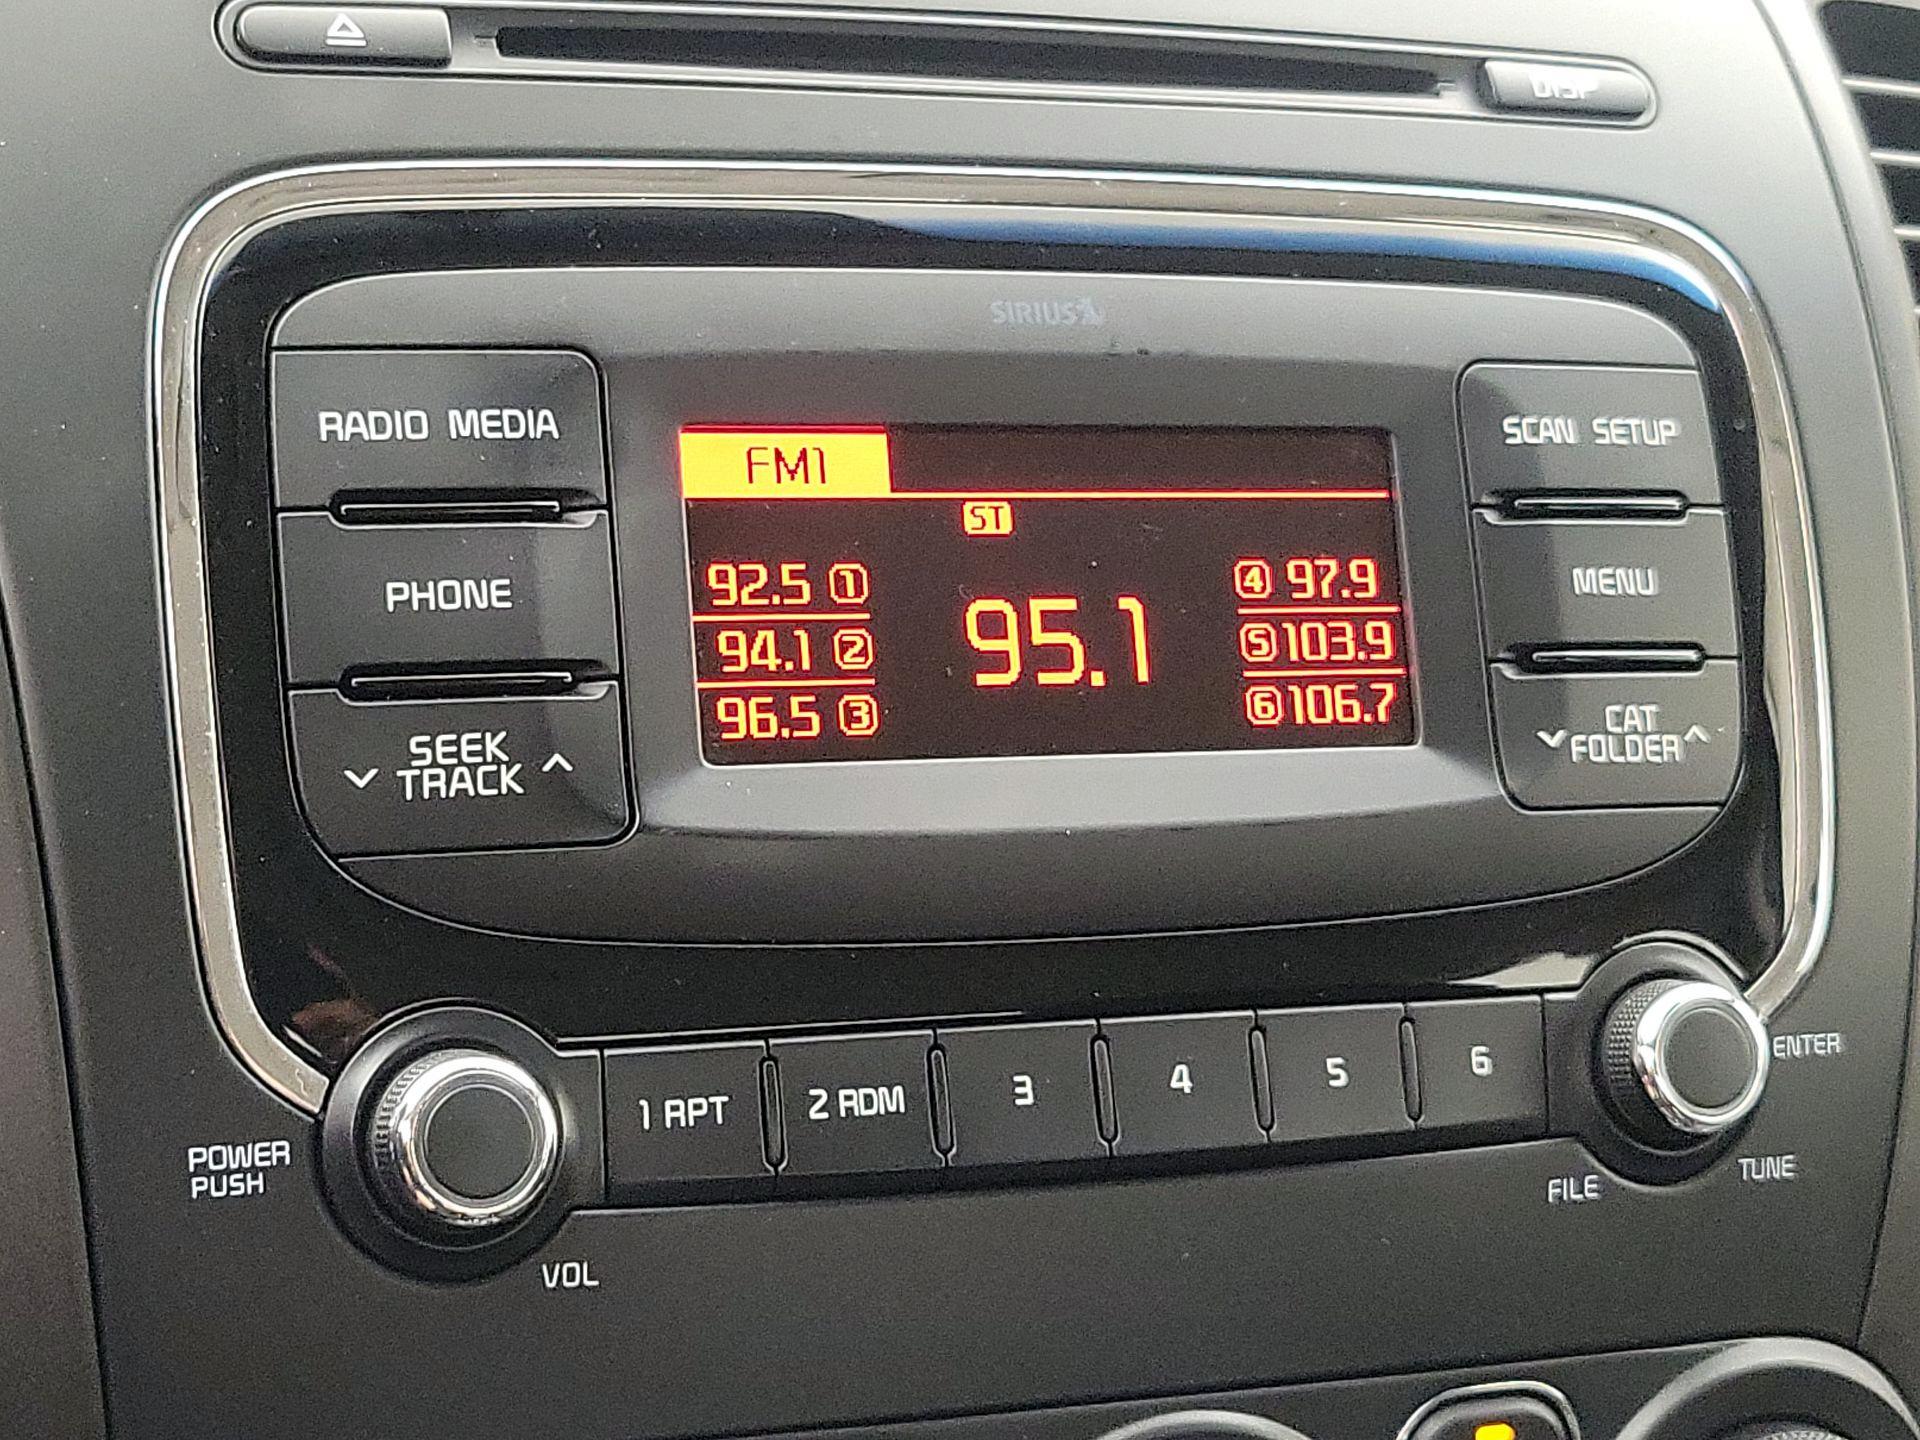 DISP
SIRIUS
RADIO MEDIA
SCAN SETUP
FM1
ST
PHONE
MENU
92.5 1
94.1 2
96.5 3
95.1
4 97.9
5 103.9
6 106.7
SEEK
TRACK
CAT
FOLDER
1 RPT
2 RDM
3
4
5
6
ENTER
POWER
PUSH
VOL
FILE
TUNE